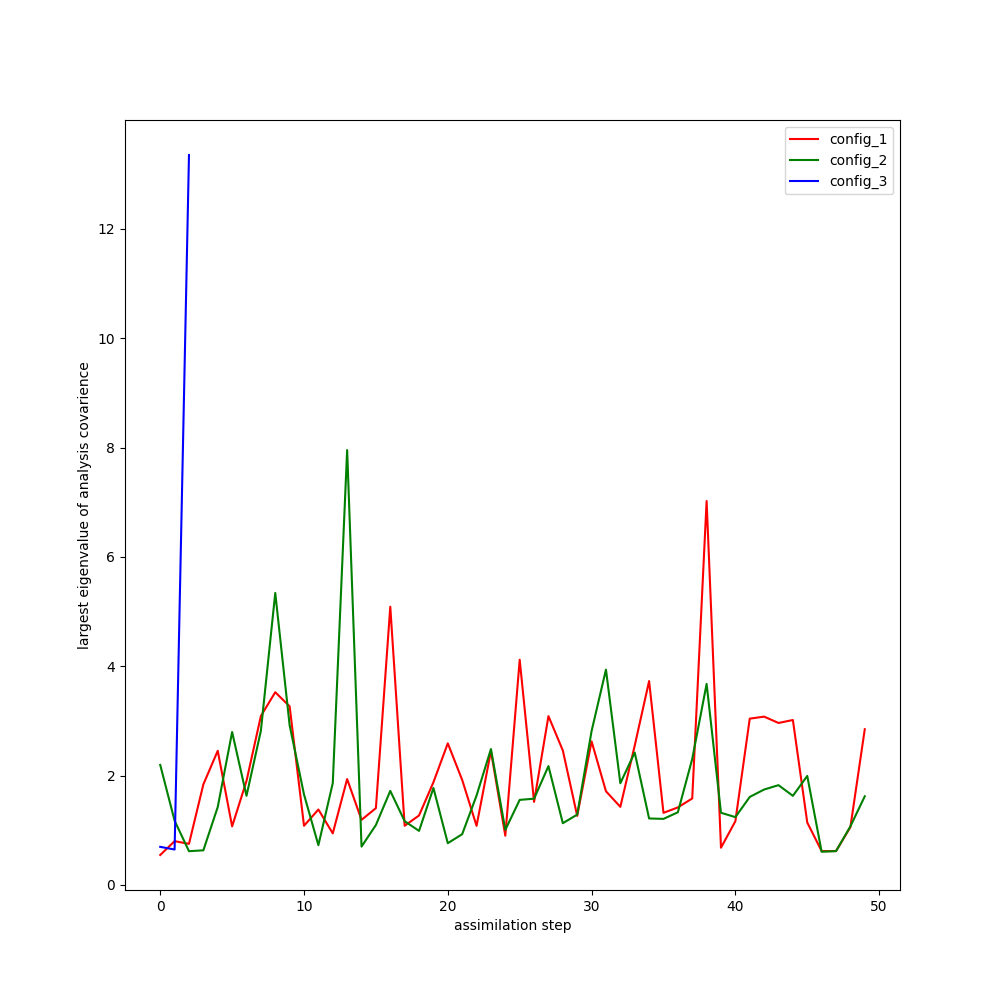 config_1
config_2
config_3
12
10
8
6
4
2
0
largest eigenvalue of analysis covarience
0 10 20 30 40 50
assimilation step